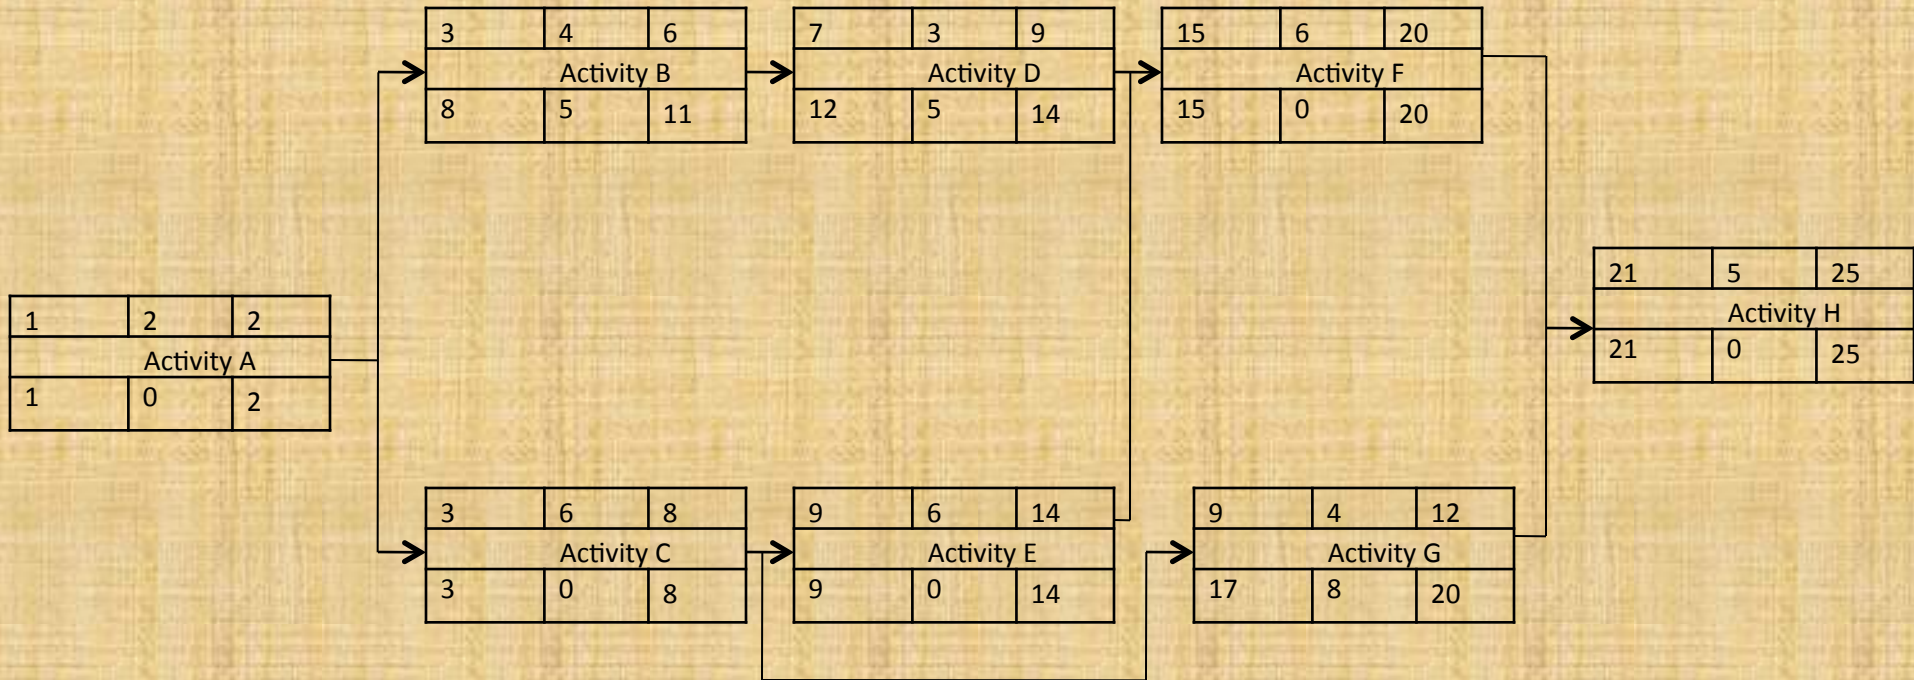 3 4 6
Activity B
8 5 11
7 3 9
Activity D
12 5 14
15 6 20
Activity F
15 0 20
21 5 25
Activity H
21 0 25
1 2 2
Activity A
1 0 2
3 6 8
Activity C
3 0 8
9 6 14
Activity E
9 0 14
9 4 12
Activity G
17 8 20